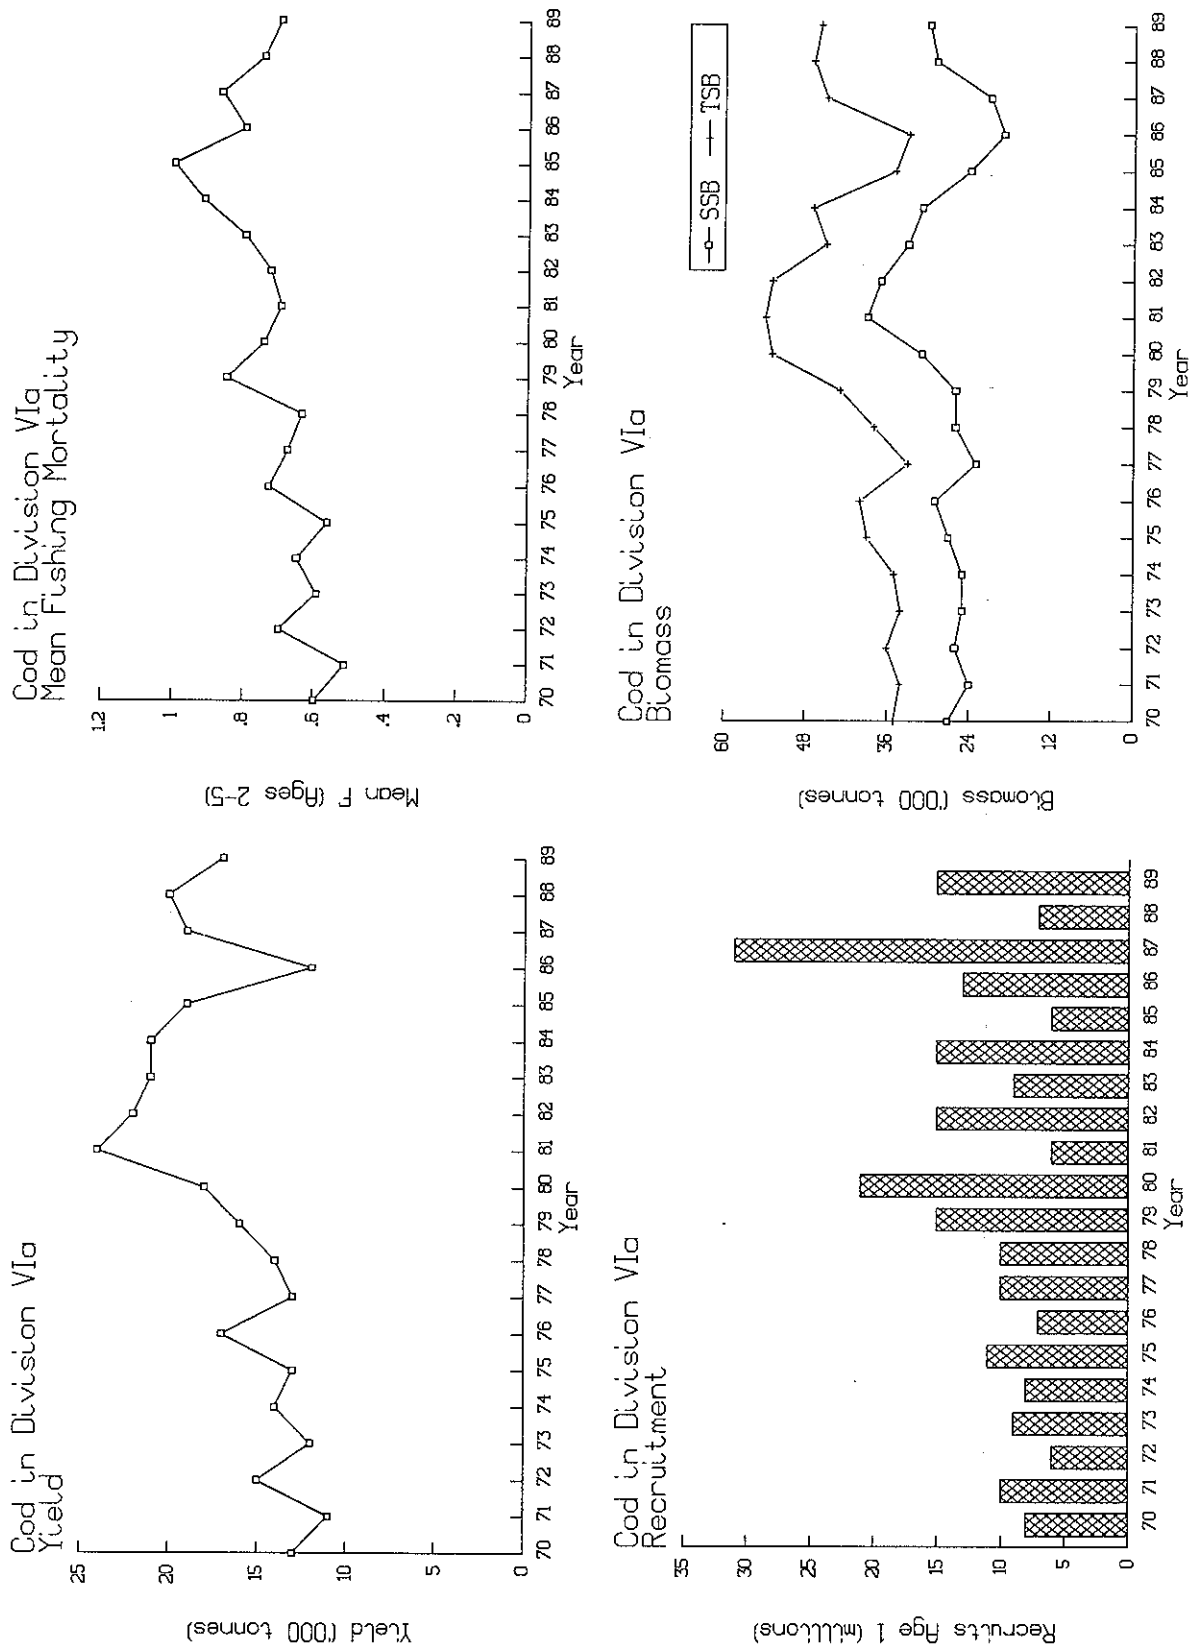 Cod in Division VIa
Yield
Yield ('000 tonnes)
25
20
15
10
5
0
70 71 72 73 74 75 76 77 78 79 80 81 82 83 84 85 86 87 88 89
Year
Cod in Division VIa
Mean Fishing Mortality
Mean F (Ages 2-5)
1.2
1
.8
.6
.4
.2
0
70 71 72 73 74 75 76 77 78 79 80 81 82 83 84 85 86 87 88 89
Year
Cod in Division VIa
Recruitment
Recruits Age 1 (millions)
35
30
25
20
15
10
5
0
70 71 72 73 74 75 76 77 78 79 80 81 82 83 84 85 86 87 88 89
Year
Cod in Division VIa
Biomass
Biomass ('000 tonnes)
60
48
36
24
12
0
SSB TSB
70 71 72 73 74 75 76 77 78 79 80 81 82 83 84 85 86 87 88 89
Year